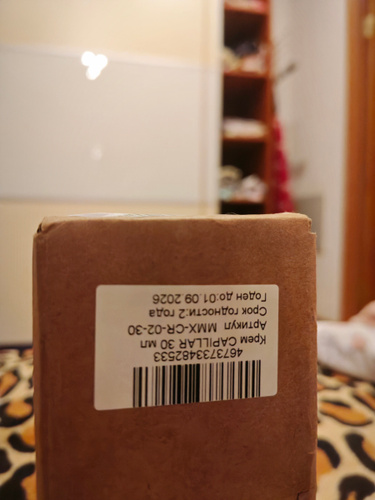 4673733482533
Крем CAPILLAR 30 мл
Артикул MMX-CR-02-30
Срок годности:2 года
Годен до:01.09.2026